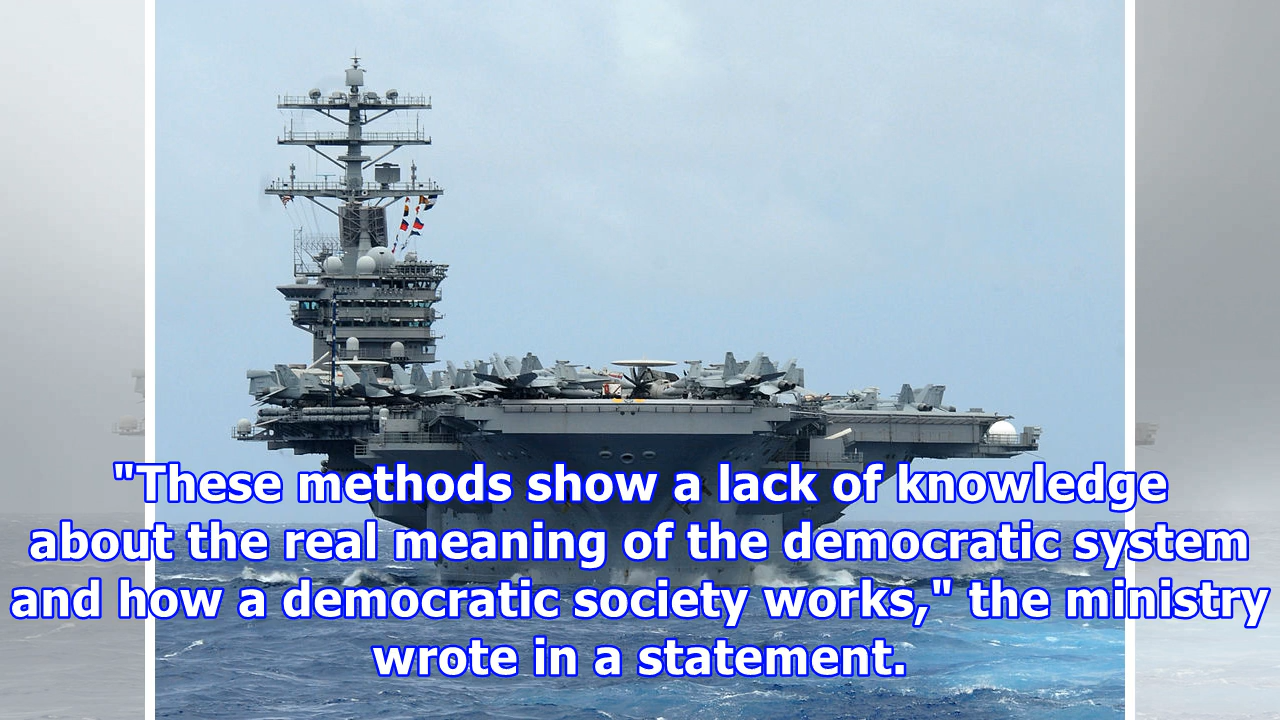 "These methods show a lack of knowledge
about the real meaning of the democratic system
and how a democratic society works," the ministry
wrote in a statement.